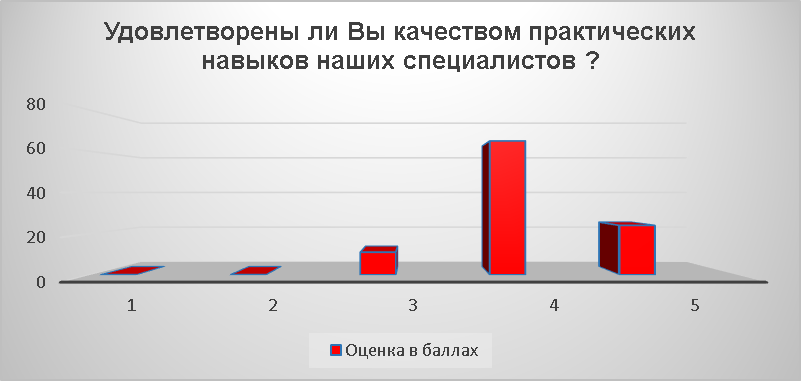 Удовлетворены ли Вы качеством практических
навыков наших специалистов ?
80
60
40
20
0
1 2 3 4 5
Оценка в баллах